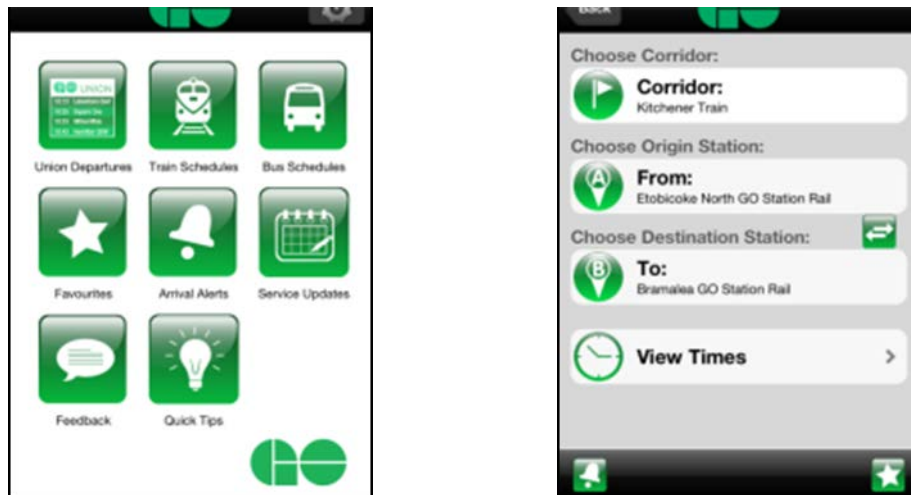 GO UNION
Union Departures
Train Schedules
Bus Schedules
Favourites
Arrival Alerts
Service Updates
Feedback
Quick Tips
GO
Back
Choose Corridor:
Corridor:
Kitchener Train
Choose Origin Station:
A
From:
Etobicoke North GO Station Rail
Choose Destination Station:
B
To:
Bramalea GO Station Rail
View Times